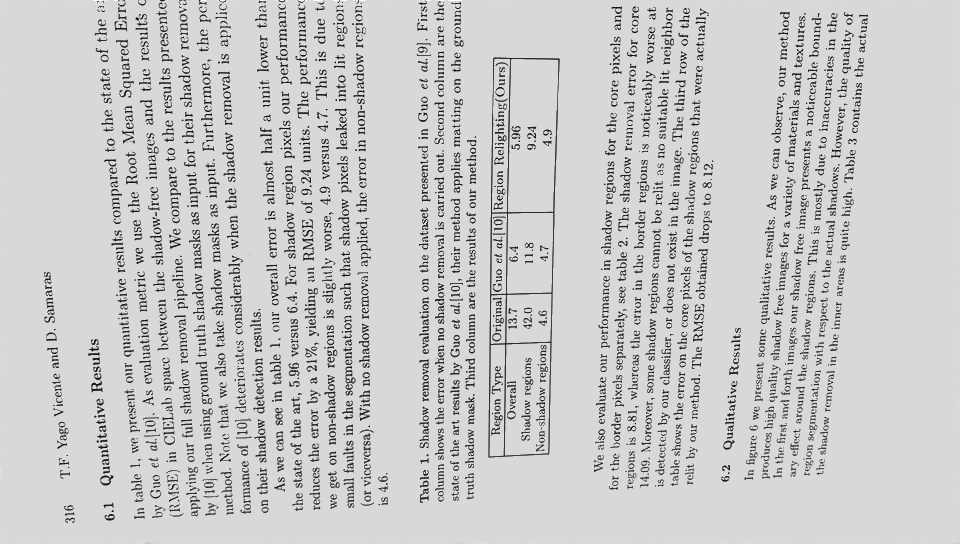 316 T.F. Yago Vicente and D. Samaras
6.1 Quantitative Results
In table 1, we present our quantitative results compared to the state of the
by Guo et al.[10]. As evaluation metric we use the Root Mean Squared
(RMSE) in CIELab space between the shadow-free images and the results
applying our full shadow removal pipeline. We compare to the results presented
by [10] when using ground truth shadow masks as input for their shadow
method. Note that we also take shadow masks as input. Furthermore, the
formance of [10] deteriorates considerably when the shadow removal is
on their shadow detection results.
As we can see in table 1, our overall error is almost half a unit lower than
the state of the art, 5.96 versus 6.4. For shadow region pixels our performance
reduces the error by a 21%, yielding an RMSE of 9.24 units. The performance
we get on non-shadow regions is slightly worse, 4.9 versus 4.7. This is due to
small faults in the segmentation such that shadow pixels leaked into lit regions
(or viceversa). With no shadow removal applied, the error in non-shadow regions
is 4.6.
Table 1. Shadow removal evaluation on the dataset presented in Guo et al.[9]. First
column shows the error when no shadow removal is carried out. Second column are the
state of the art results by Guo et al.[10], their method applies matting on the ground
truth shadow mask. Third column are the results of our method.
Region Type Original Guo et al.[10] Region Relighting(Ours)
Overall 13.7 6.4 5.96
Shadow regions 42.0 11.8 9.24
Non-shadow regions 4.6 4.7 4.9
We also evaluate our performance in shadow regions for the core pixels and
for the border pixels separately, see table 2. The shadow removal error for core
regions is 8.81, whereas the error in the border regions is noticeably worse at
14.09. Moreover, some shadow regions cannot be relit as no suitable lit neighbor
is detected by our classifier, or does not exist in the image. The third row of the
table shows the error on the core pixels of the shadow regions that were actually
relit by our method. The RMSE obtained drops to 8.12.
6.2 Qualitative Results
In figure 6 we present some qualitative results. As we can observe, our method
produces high quality shadow free images for a variety of materials and textures.
In the first and forth images our shadow free image presents a noticeable bound-
ary effect around the shadow regions. This is mostly due to inaccuracies in the
region segmentation with respect to the actual shadows. However, the quality of
the shadow removal in the inner areas is quite high. Table 3 contains the actual